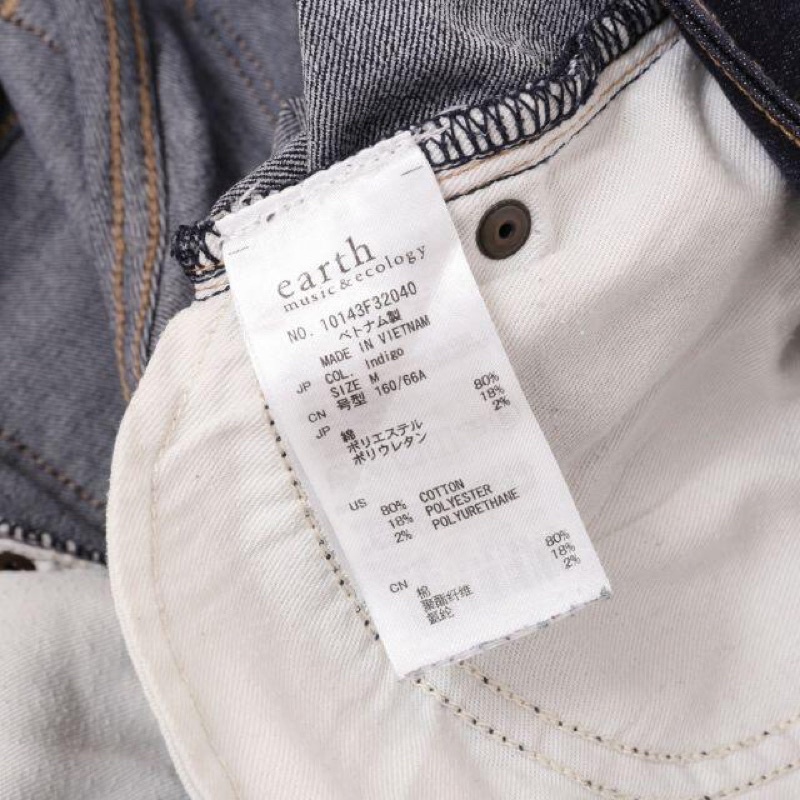 earth
music & ecology
NO. 10143F32040
ベトナム製
MADE IN VIETNAM
JP COL. Indigo
SIZE M
CN 号型 160/66A
JP 綿 80%
ポリエステル 18%
ポリウレタン 2%
US 80% COTTON
18% POLYESTER
2% POLYURETHANE
CN 棉 80%
聚酯纤维 18%
氨纶 2%